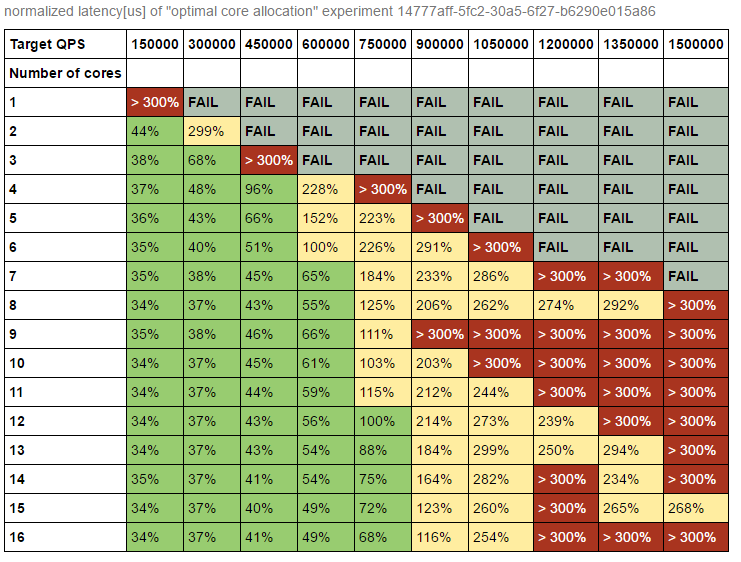 normalized latency[us] of "optimal core allocation" experiment 14777aff-5fc2-30a5-6f27-b6290e015a86
Target QPS 150000 300000 450000 600000 750000 900000 1050000 1200000 1350000 1500000
Number of cores
1 > 300% FAIL FAIL FAIL FAIL FAIL FAIL FAIL FAIL FAIL
2 44% 299% FAIL FAIL FAIL FAIL FAIL FAIL FAIL FAIL
3 38% 68% > 300% FAIL FAIL FAIL FAIL FAIL FAIL FAIL
4 37% 48% 96% 228% > 300% FAIL FAIL FAIL FAIL FAIL
5 36% 43% 66% 152% 223% > 300% FAIL FAIL FAIL FAIL
6 35% 40% 51% 100% 226% 291% > 300% FAIL FAIL FAIL
7 35% 38% 45% 65% 184% 233% 286% > 300% > 300% FAIL
8 34% 37% 43% 55% 125% 206% 262% 274% 292% > 300%
9 35% 38% 46% 66% 111% > 300% > 300% > 300% > 300% > 300%
10 34% 37% 45% 61% 103% 203% > 300% > 300% > 300% > 300%
11 34% 37% 44% 59% 115% 212% 244% > 300% > 300% > 300%
12 34% 37% 43% 56% 100% 214% 273% 239% > 300% > 300%
13 34% 37% 43% 54% 88% 184% 299% 250% 294% > 300%
14 35% 37% 41% 54% 75% 164% 282% > 300% 234% > 300%
15 34% 37% 40% 49% 72% 123% 260% > 300% 265% 268%
16 34% 37% 41% 49% 68% 116% 254% > 300% > 300% > 300%